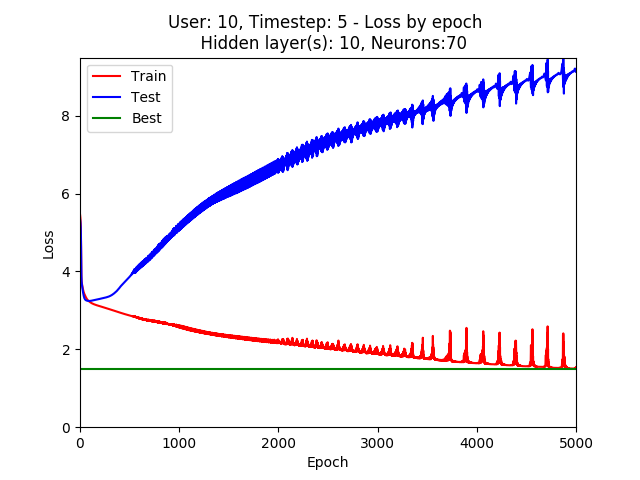 User: 10, Timestep: 5 - Loss by epoch
Hidden layer(s): 10, Neurons:70
Train
Test
Best
Loss
8
6
4
2
0
0 1000 2000 3000 4000 5000
Epoch